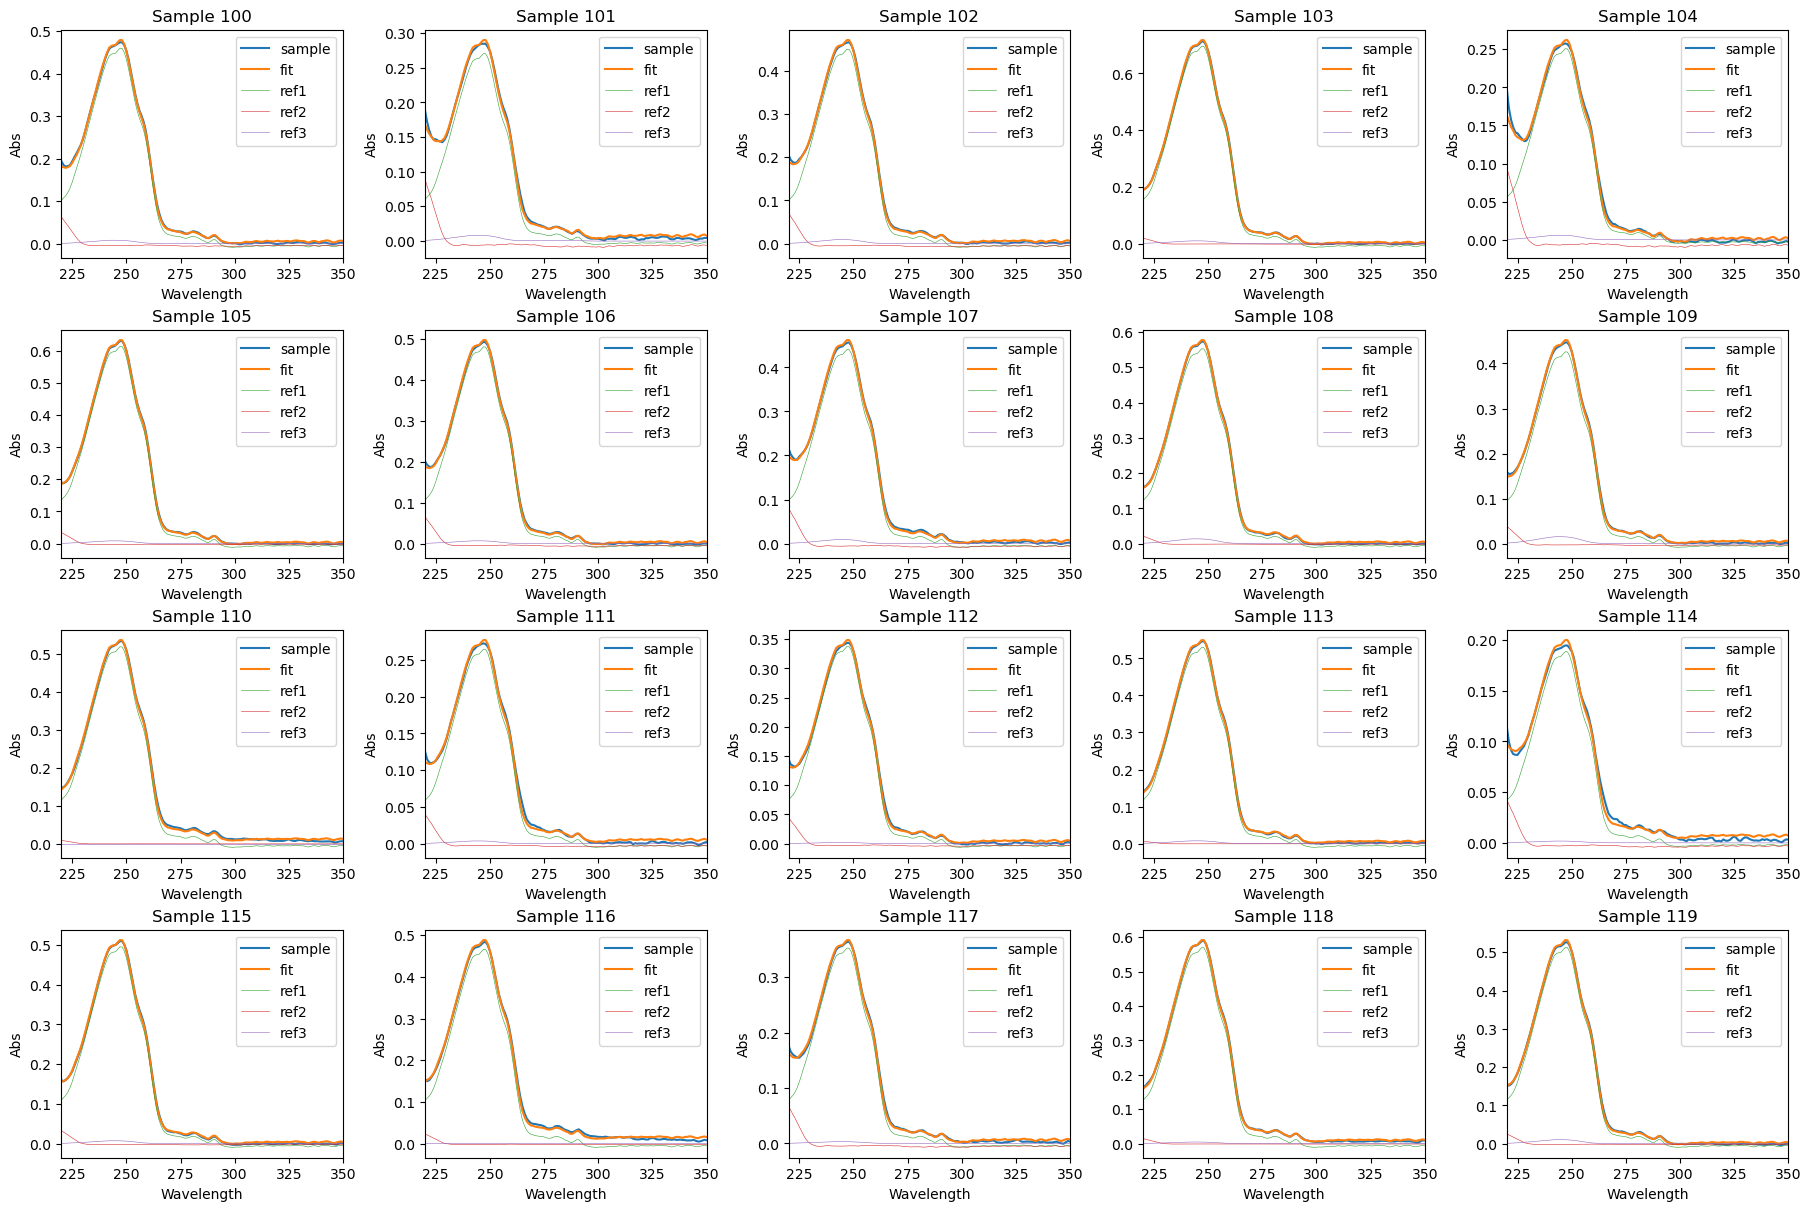 Sample 100
Abs
0.5
0.4
0.3
0.2
0.1
0.0
sample
fit
ref1
ref2
ref3
225 250 275 300 325 350
Wavelength
Sample 101
Abs
0.30
0.25
0.20
0.15
0.10
0.05
0.00
sample
fit
ref1
ref2
ref3
225 250 275 300 325 350
Wavelength
Sample 102
Abs
0.4
0.3
0.2
0.1
0.0
sample
fit
ref1
ref2
ref3
225 250 275 300 325 350
Wavelength
Sample 103
Abs
0.6
0.4
0.2
0.0
sample
fit
ref1
ref2
ref3
225 250 275 300 325 350
Wavelength
Sample 104
Abs
0.25
0.20
0.15
0.10
0.05
0.00
sample
fit
ref1
ref2
ref3
225 250 275 300 325 350
Wavelength
Sample 105
Abs
0.6
0.5
0.4
0.3
0.2
0.1
0.0
sample
fit
ref1
ref2
ref3
225 250 275 300 325 350
Wavelength
Sample 106
Abs
0.5
0.4
0.3
0.2
0.1
0.0
sample
fit
ref1
ref2
ref3
225 250 275 300 325 350
Wavelength
Sample 107
Abs
0.4
0.3
0.2
0.1
0.0
sample
fit
ref1
ref2
ref3
225 250 275 300 325 350
Wavelength
Sample 108
Abs
0.6
0.5
0.4
0.3
0.2
0.1
0.0
sample
fit
ref1
ref2
ref3
225 250 275 300 325 350
Wavelength
Sample 109
Abs
0.4
0.3
0.2
0.1
0.0
sample
fit
ref1
ref2
ref3
225 250 275 300 325 350
Wavelength
Sample 110
Abs
0.5
0.4
0.3
0.2
0.1
0.0
sample
fit
ref1
ref2
ref3
225 250 275 300 325 350
Wavelength
Sample 111
Abs
0.25
0.20
0.15
0.10
0.05
0.00
sample
fit
ref1
ref2
ref3
225 250 275 300 325 350
Wavelength
Sample 112
Abs
0.35
0.30
0.25
0.20
0.15
0.10
0.05
0.00
sample
fit
ref1
ref2
ref3
225 250 275 300 325 350
Wavelength
Sample 113
Abs
0.5
0.4
0.3
0.2
0.1
0.0
sample
fit
ref1
ref2
ref3
225 250 275 300 325 350
Wavelength
Sample 114
Abs
0.20
0.15
0.10
0.05
0.00
sample
fit
ref1
ref2
ref3
225 250 275 300 325 350
Wavelength
Sample 115
Abs
0.5
0.4
0.3
0.2
0.1
0.0
sample
fit
ref1
ref2
ref3
225 250 275 300 325 350
Wavelength
Sample 116
Abs
0.5
0.4
0.3
0.2
0.1
0.0
sample
fit
ref1
ref2
ref3
225 250 275 300 325 350
Wavelength
Sample 117
Abs
0.3
0.2
0.1
0.0
sample
fit
ref1
ref2
ref3
225 250 275 300 325 350
Wavelength
Sample 118
Abs
0.6
0.5
0.4
0.3
0.2
0.1
0.0
sample
fit
ref1
ref2
ref3
225 250 275 300 325 350
Wavelength
Sample 119
Abs
0.5
0.4
0.3
0.2
0.1
0.0
sample
fit
ref1
ref2
ref3
225 250 275 300 325 350
Wavelength